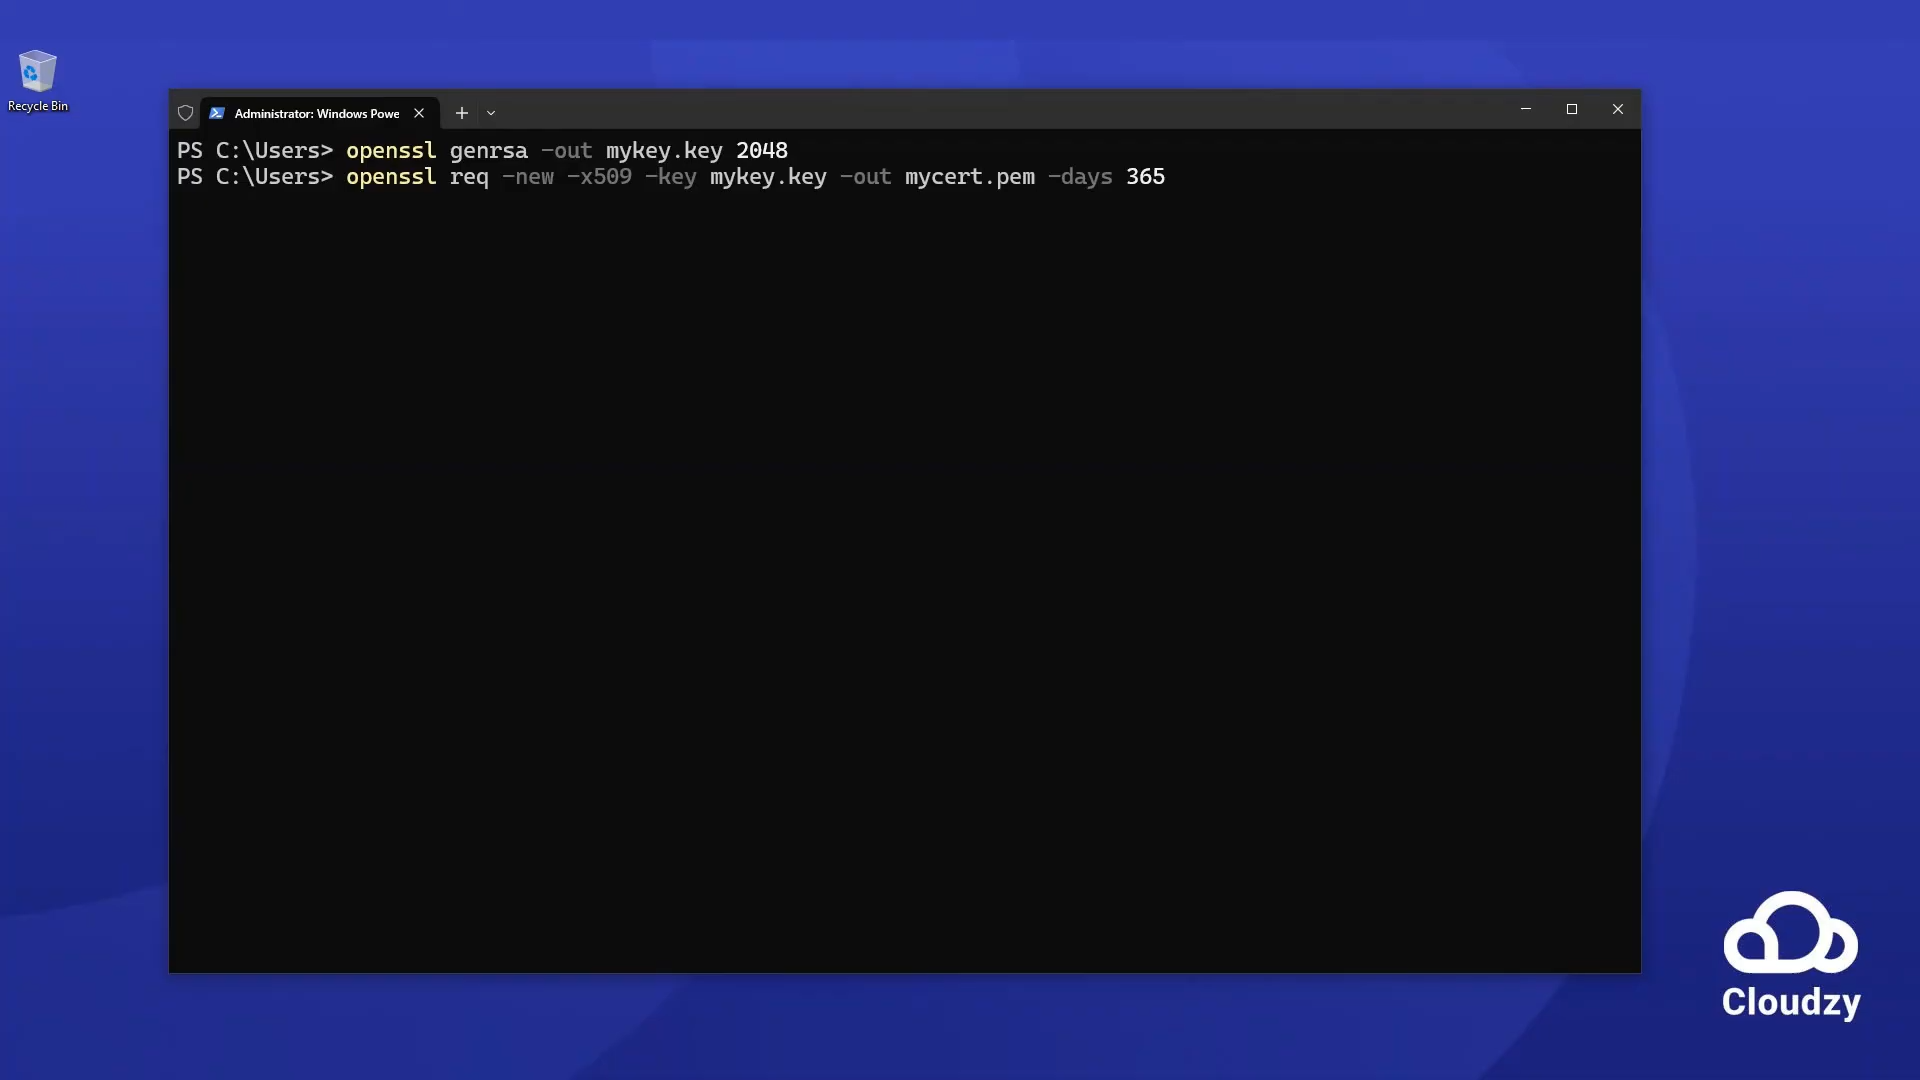 Recycle Bin
Administrator: Windows Powe
PS C:\Users> openssl genrsa -out mykey.key 2048
PS C:\Users> openssl req -new -x509 -key mykey.key -out mycert.pem -days 365
Cloudzy